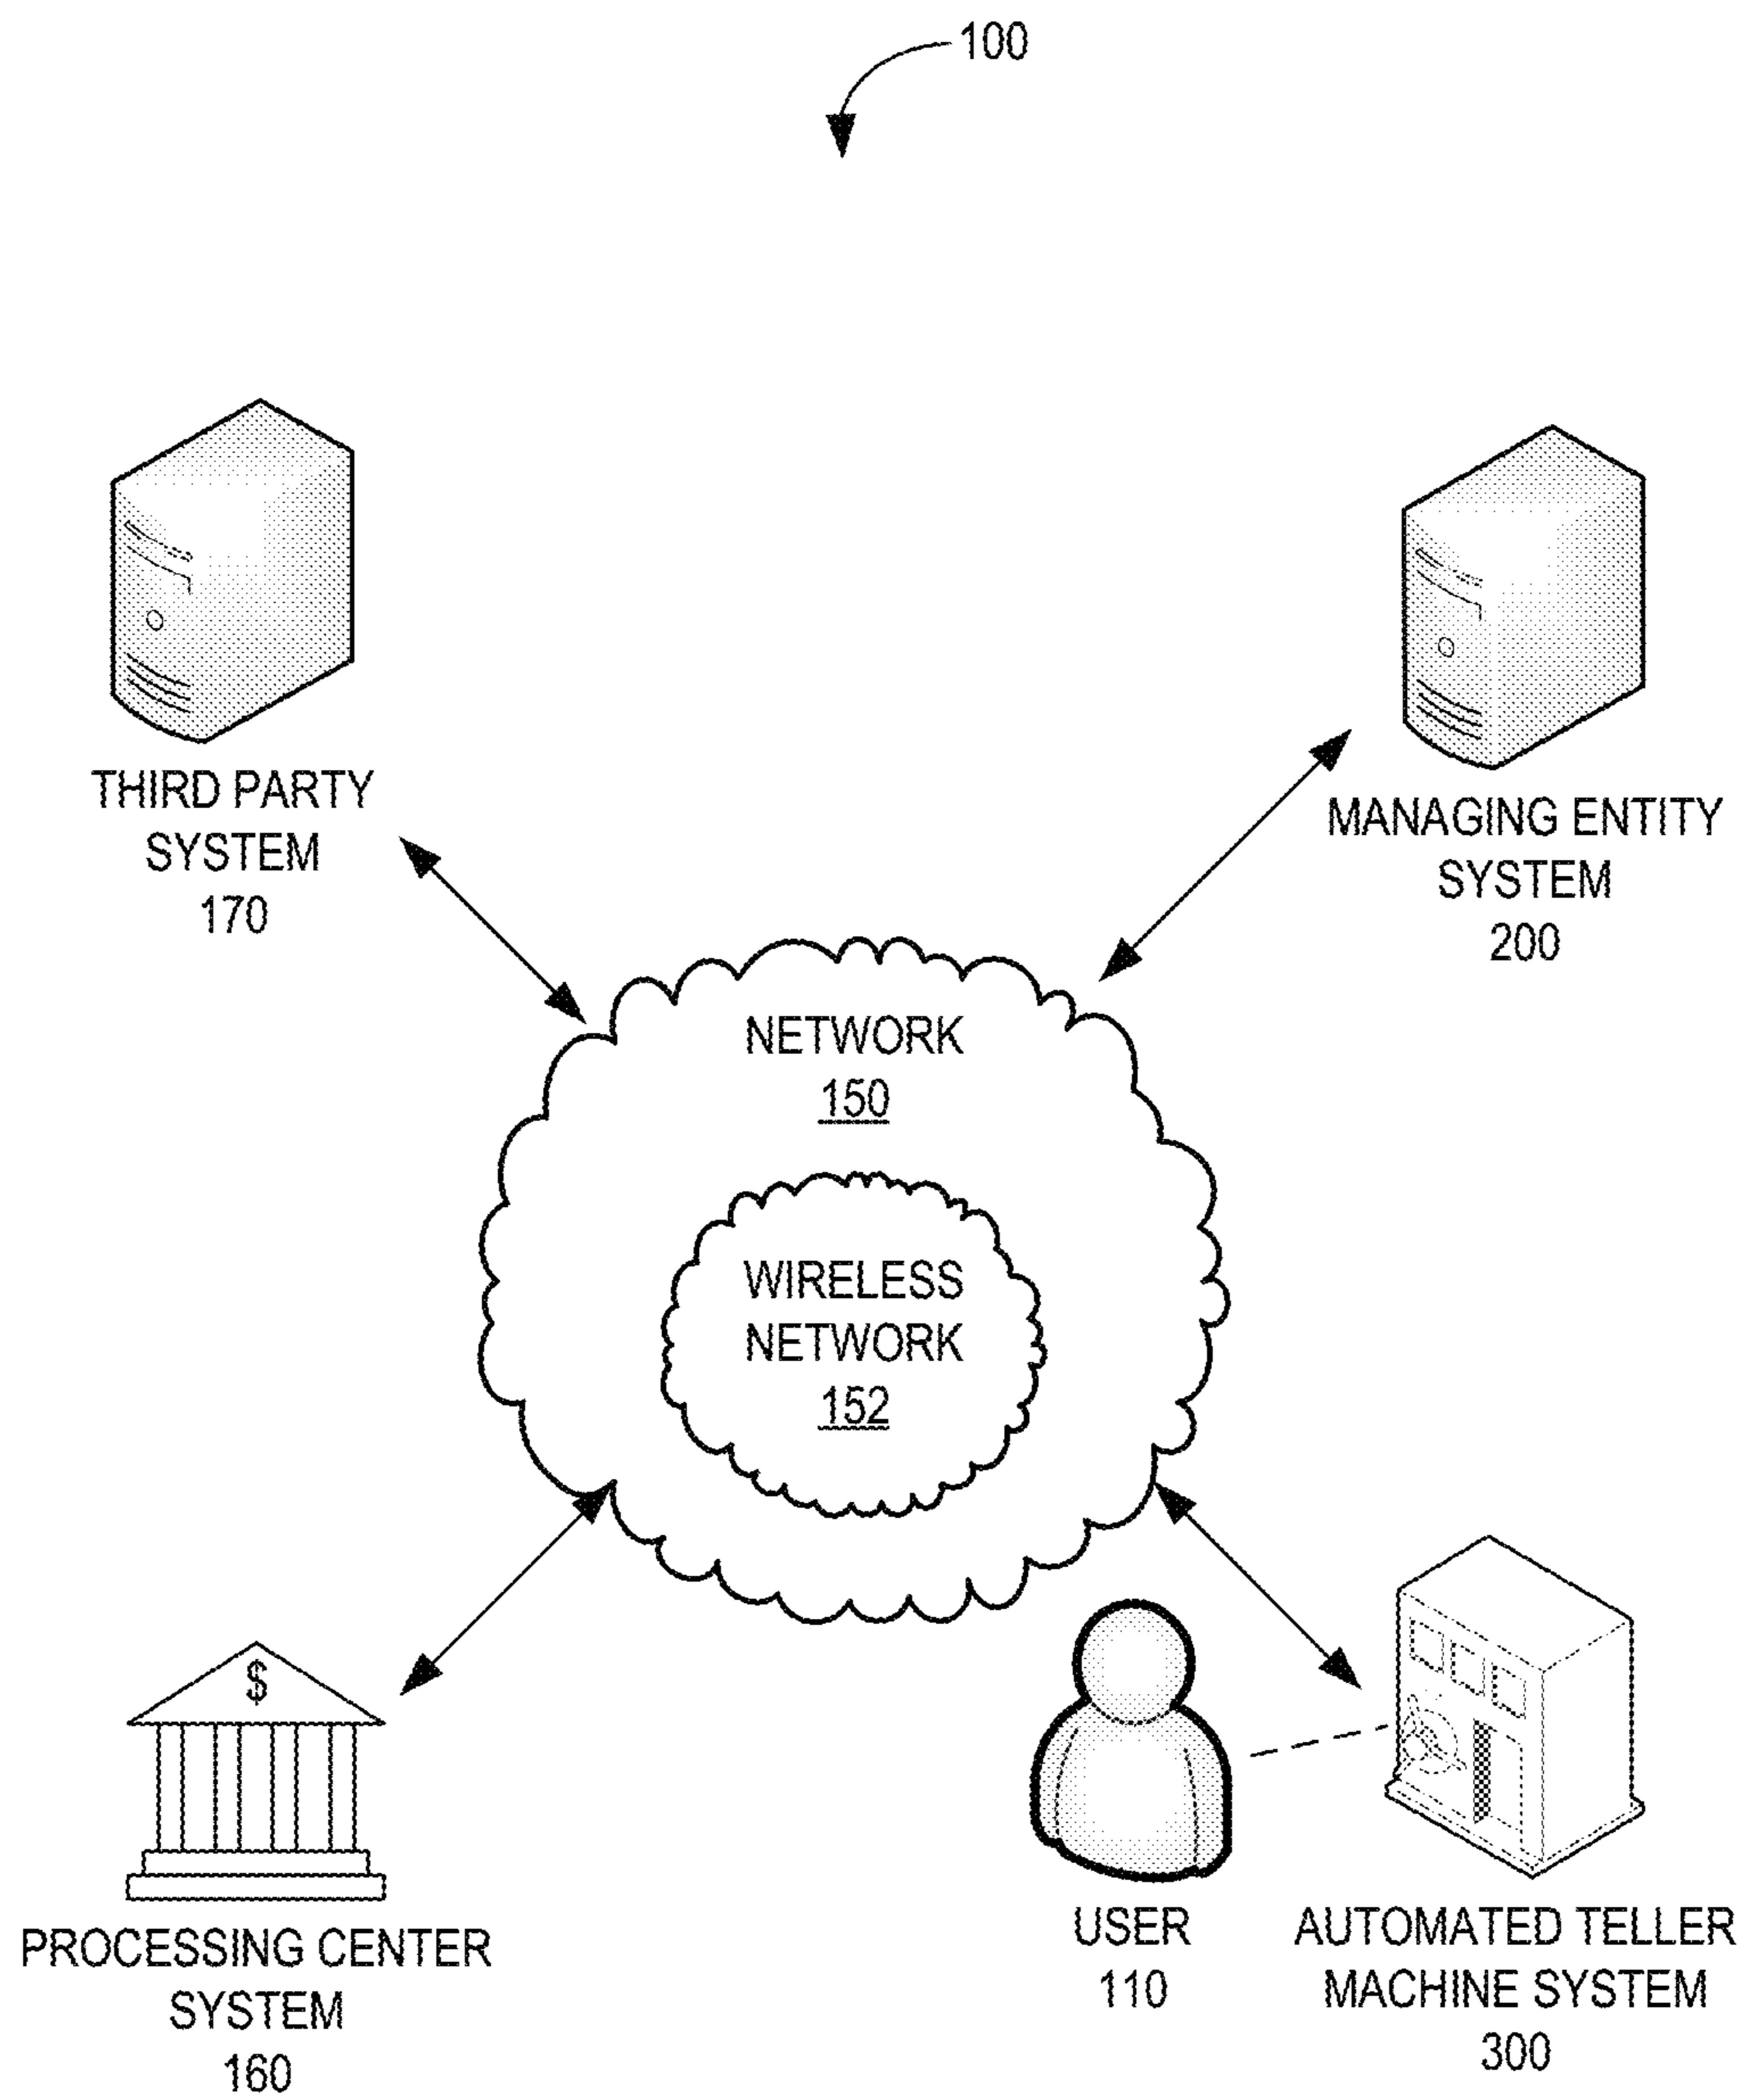 100
THIRD PARTY
SYSTEM
170
MANAGING ENTITY
SYSTEM
200
NETWORK
150
WIRELESS
NETWORK
152
$
PROCESSING CENTER
SYSTEM
160
USER
110
AUTOMATED TELLER
MACHINE SYSTEM
300